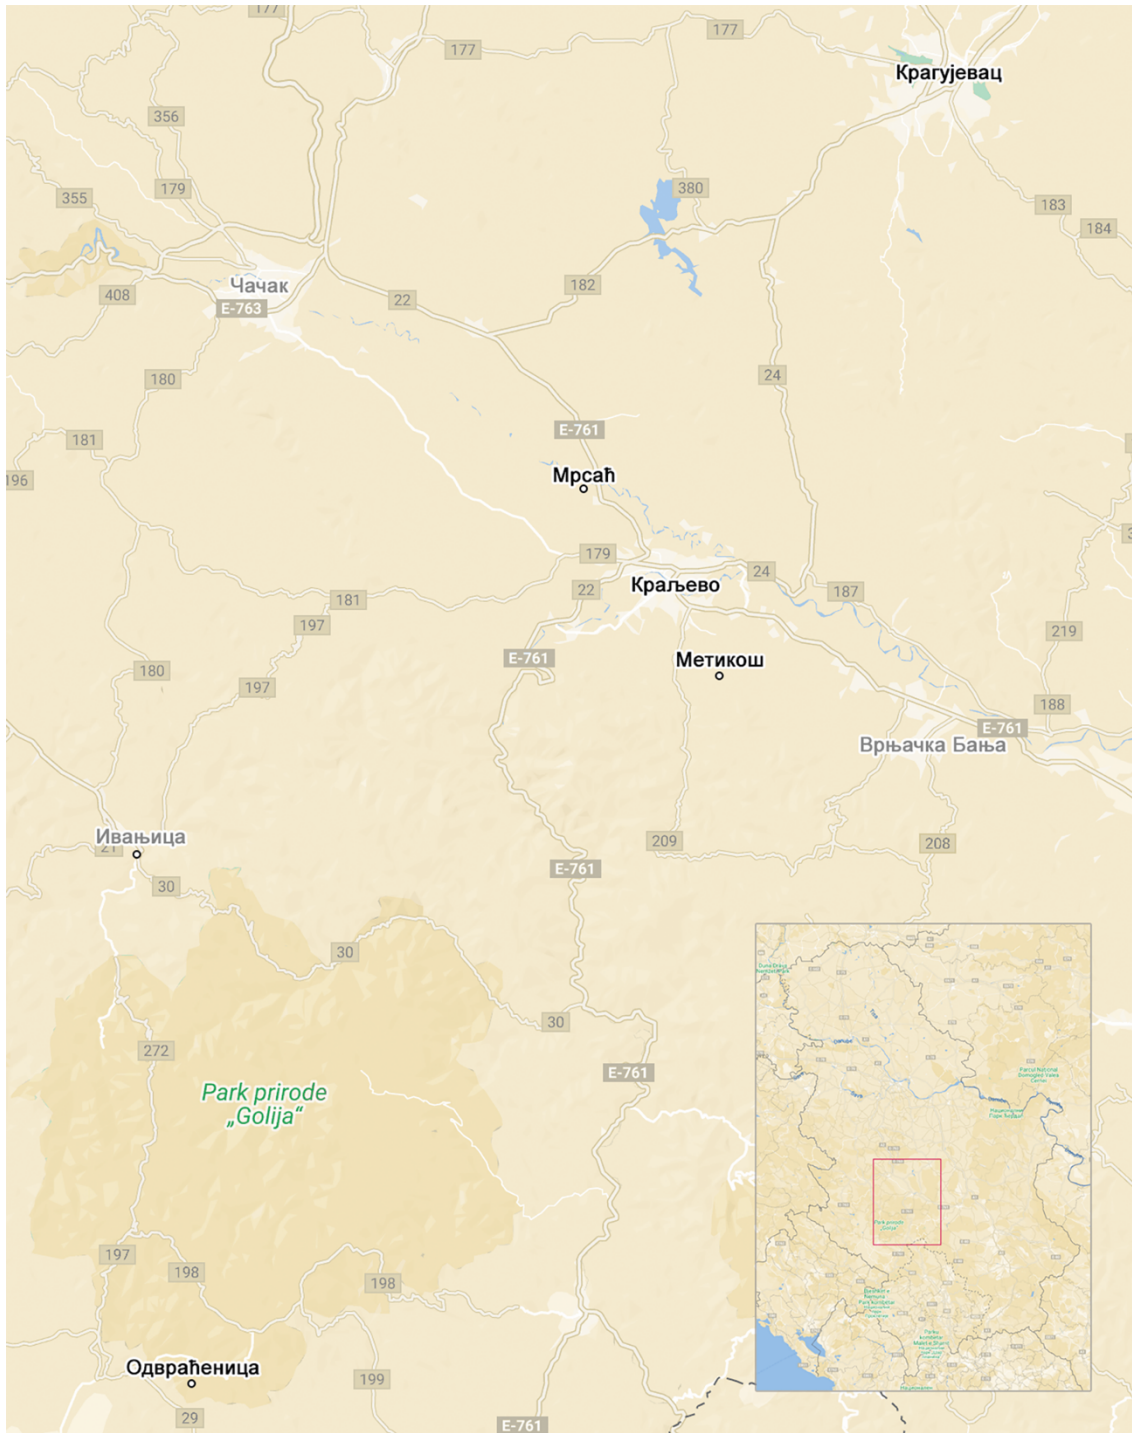 177
177
177
Крагујевац
356
179
380
355
183
184
408
Чачак
E-763
22
182
180
24
E-761
181
196
Мрсаћ
179
24
Краљево
22
187
181
197
219
E-761
Метикош
180
197
188
E-761
Врњачка Бања
Ивањица
21
209
208
E-761
30
30
30
272
E-761
Park prirode
„Golija“
197
198
198
Одвраћеница
199
29
E-761